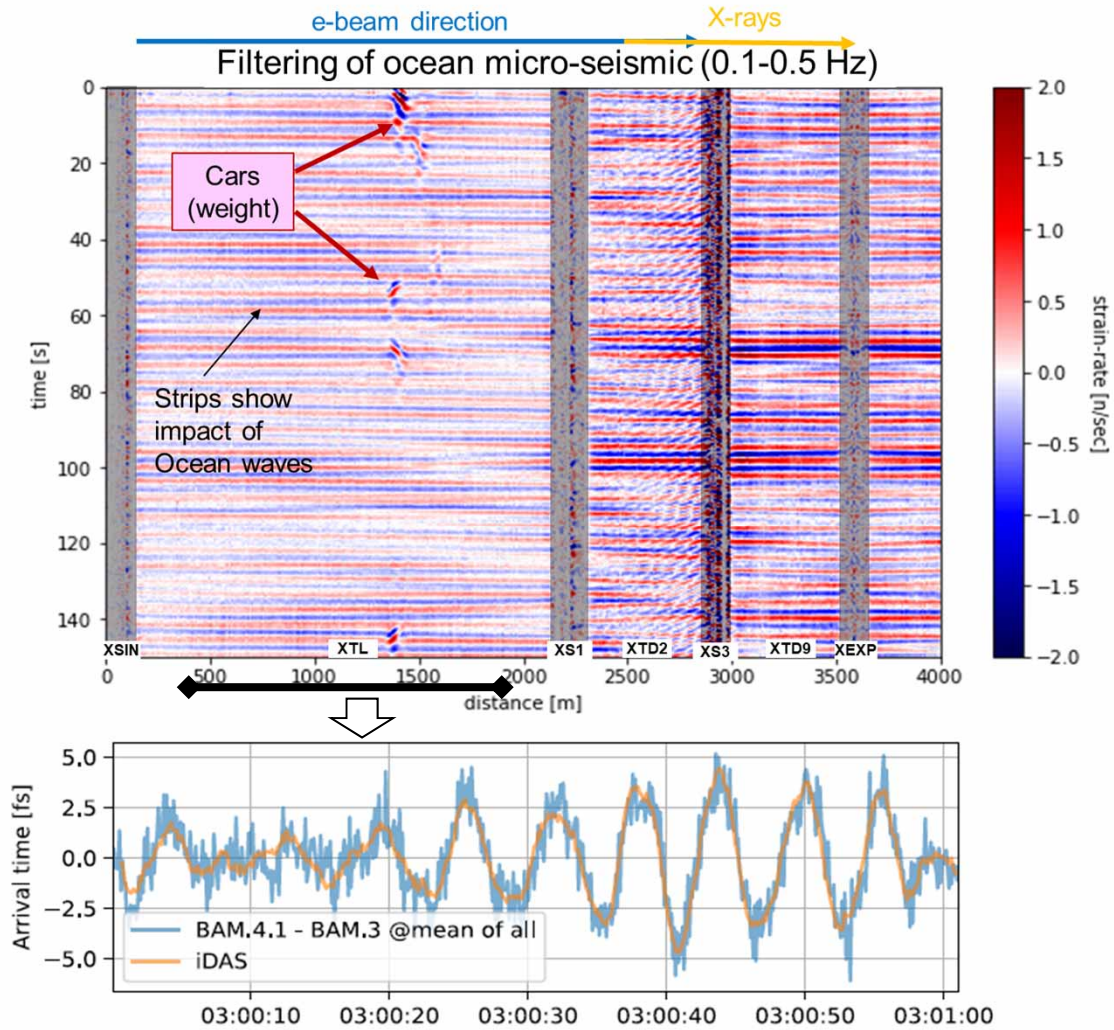 e-beam direction
X-rays
Filtering of ocean micro-seismic (0.1-0.5 Hz)
0
20
40
60
80
100
120
140
time [s]
Cars
(weight)
Strips show
impact of
Ocean waves
XSIN
XTL
XS1
XTD2
XS3
XTD9
XEXP
0
500
1000
1500
2000
2500
3000
3500
4000
distance [m]
2.0
1.5
1.0
0.5
0.0
−0.5
−1.0
−1.5
−2.0
strain-rate [n/sec]
5.0
2.5
0.0
−2.5
−5.0
Arrival time [fs]
BAM.4.1 - BAM.3 @mean of all
iDAS
03:00:10
03:00:20
03:00:30
03:00:40
03:00:50
03:01:00